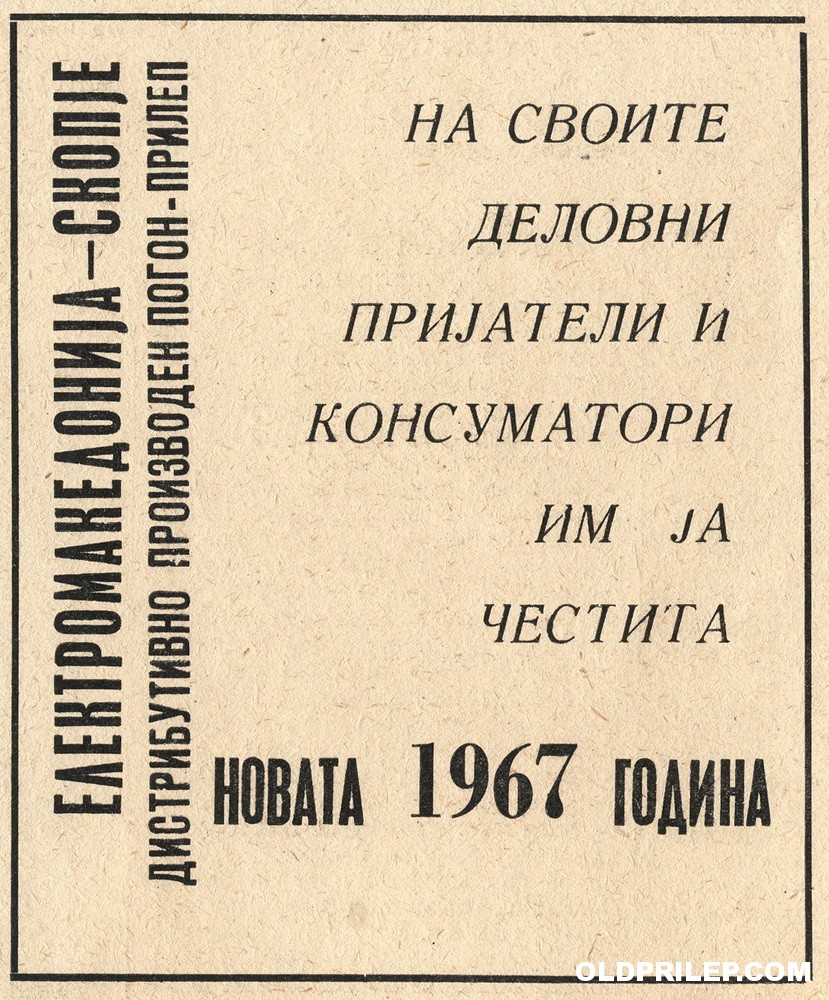 ЕЛЕКТРОМАКЕДОНИЈА—СКОПЈЕ
ДИСТРИБУТИВНО ПРОИЗВОДЕН ПОГОН-ПРИЛЕП
НА СВОИТЕ
ДЕЛОВНИ
ПРИЈАТЕЛИ И
КОНСУМАТОРИ
ИМ ЈА
ЧЕСТИТА
НОВАТА 1967 ГОДИНА
OLDPRILEP.COM